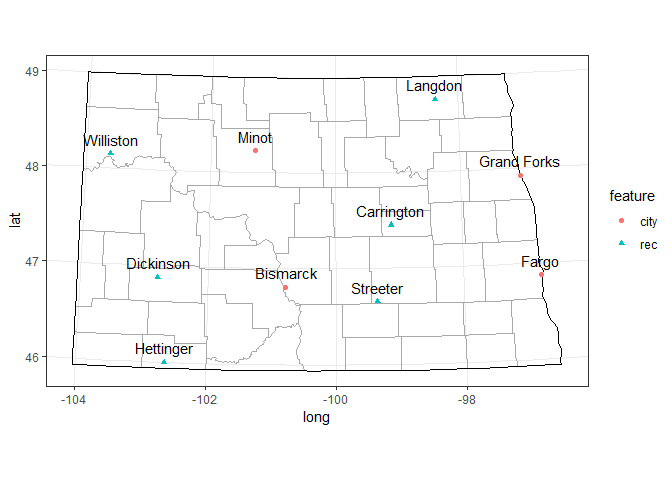 49
Langdon
Williston
Minot
48
Grand Forks
Carrington
lat
47
Dickinson
Bismarck
Fargo
Streeter
Hettinger
46
-104
-102
-100
-98
long
feature
city
rec